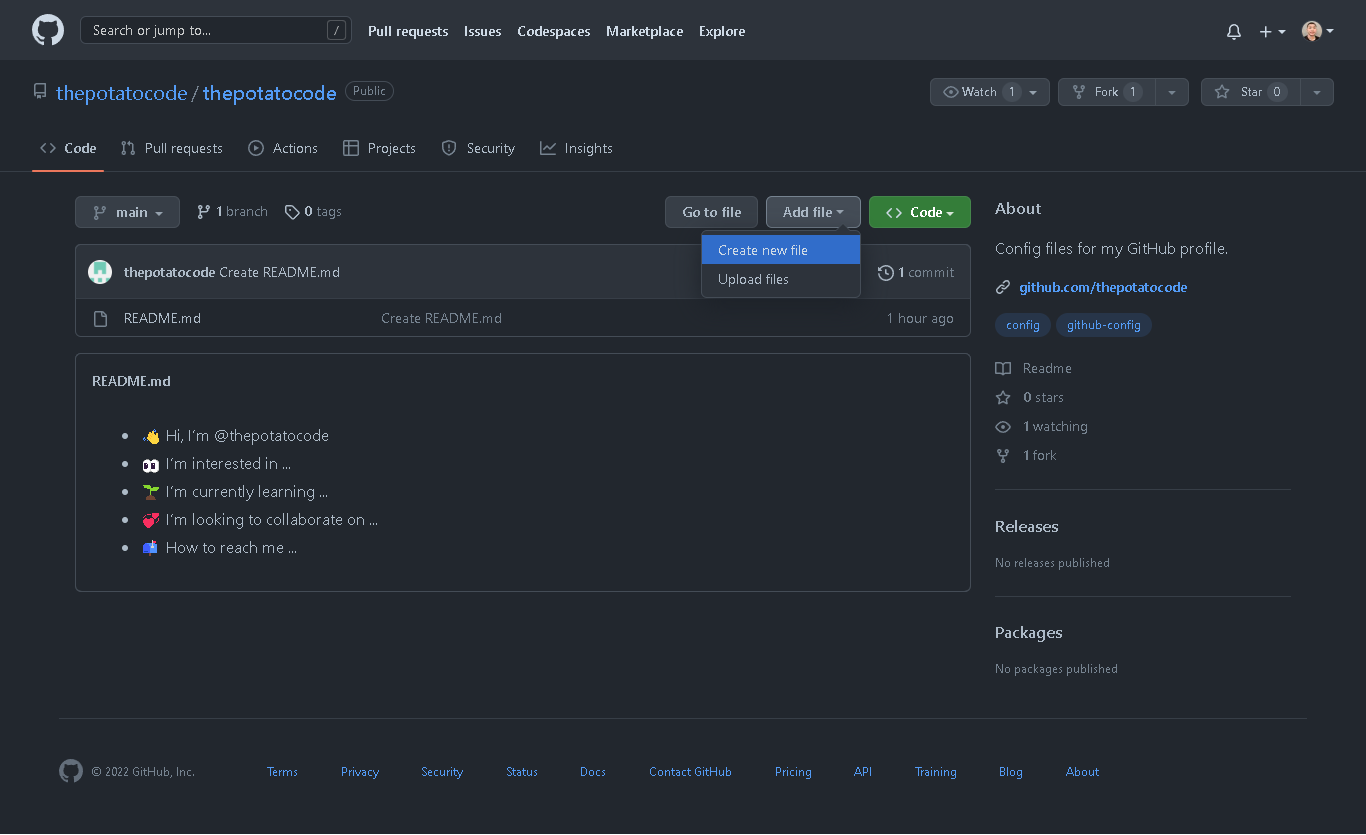 Search or jump to... /
Pull requests Issues Codespaces Marketplace Explore
thepotatocode / thepotatocode Public
Watch 1 Fork 1 Star 0
Code Pull requests Actions Projects Security Insights
main 1 branch 0 tags Go to file Add file Code
Create new file
Upload files
thepotatocode Create README.md 1 commit
README.md Create README.md 1 hour ago
README.md
Hi, I’m @thepotatocode
I’m interested in ...
I’m currently learning ...
I’m looking to collaborate on ...
How to reach me ...
About
Config files for my GitHub profile.
github.com/thepotatocode
config github-config
Readme
0 stars
1 watching
1 fork
Releases
No releases published
Packages
No packages published
© 2022 GitHub, Inc. Terms Privacy Security Status Docs Contact GitHub Pricing API Training Blog About